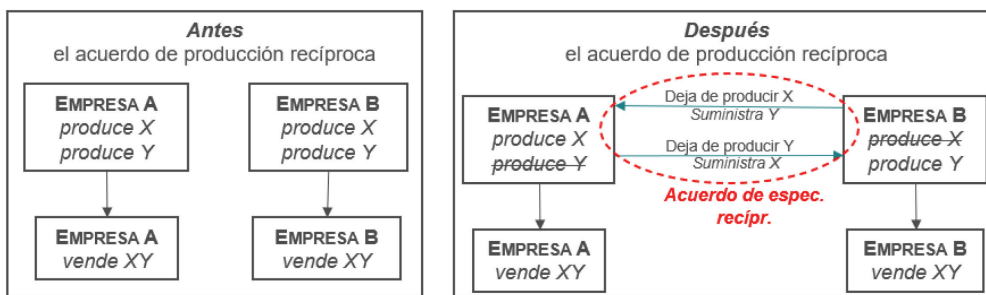 Antes
el acuerdo de producción recíproca
EMPRESA A
produce X
produce Y
EMPRESA B
produce X
produce Y
EMPRESA A
vende XY
EMPRESA B
vende XY
Después
el acuerdo de producción recíproca
EMPRESA A
produce X
produce Y
Deja de producir X
Suministra Y
Deja de producir Y
Suministra X
EMPRESA B
produce X
produce Y
Acuerdo de espec.
recípr.
EMPRESA A
vende XY
EMPRESA B
vende XY